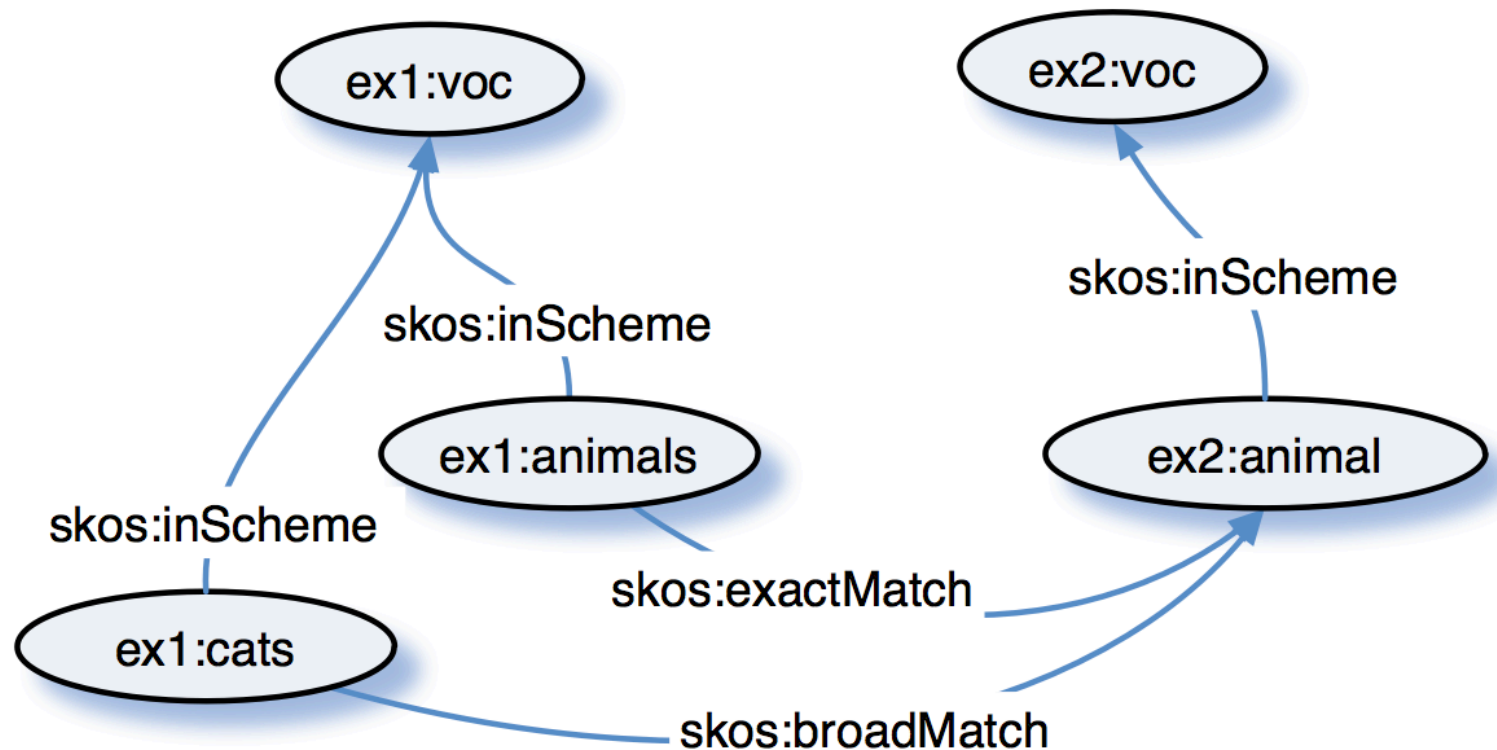 ex1:voc
ex2:voc
skos:inScheme
skos:inScheme
ex1:animals
ex2:animal
skos:inScheme
skos:exactMatch
ex1:cats
skos:broadMatch